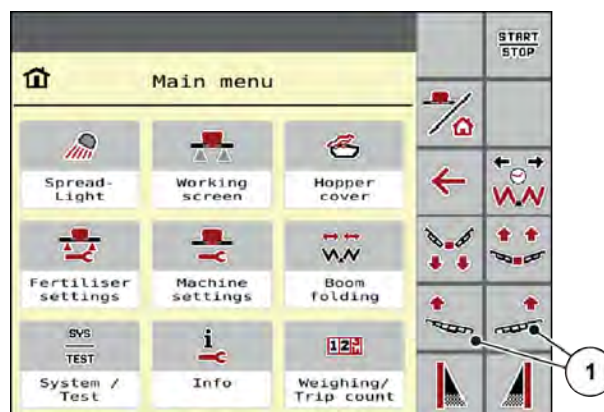 START
STOP
Main menu
Spread-
Light
Working
screen
Hopper
cover
Fertiliser
settings
Machine
settings
Boom
folding
SYS
TEST
System /
Test
i
Info
123
Weighing/
Trip count
1